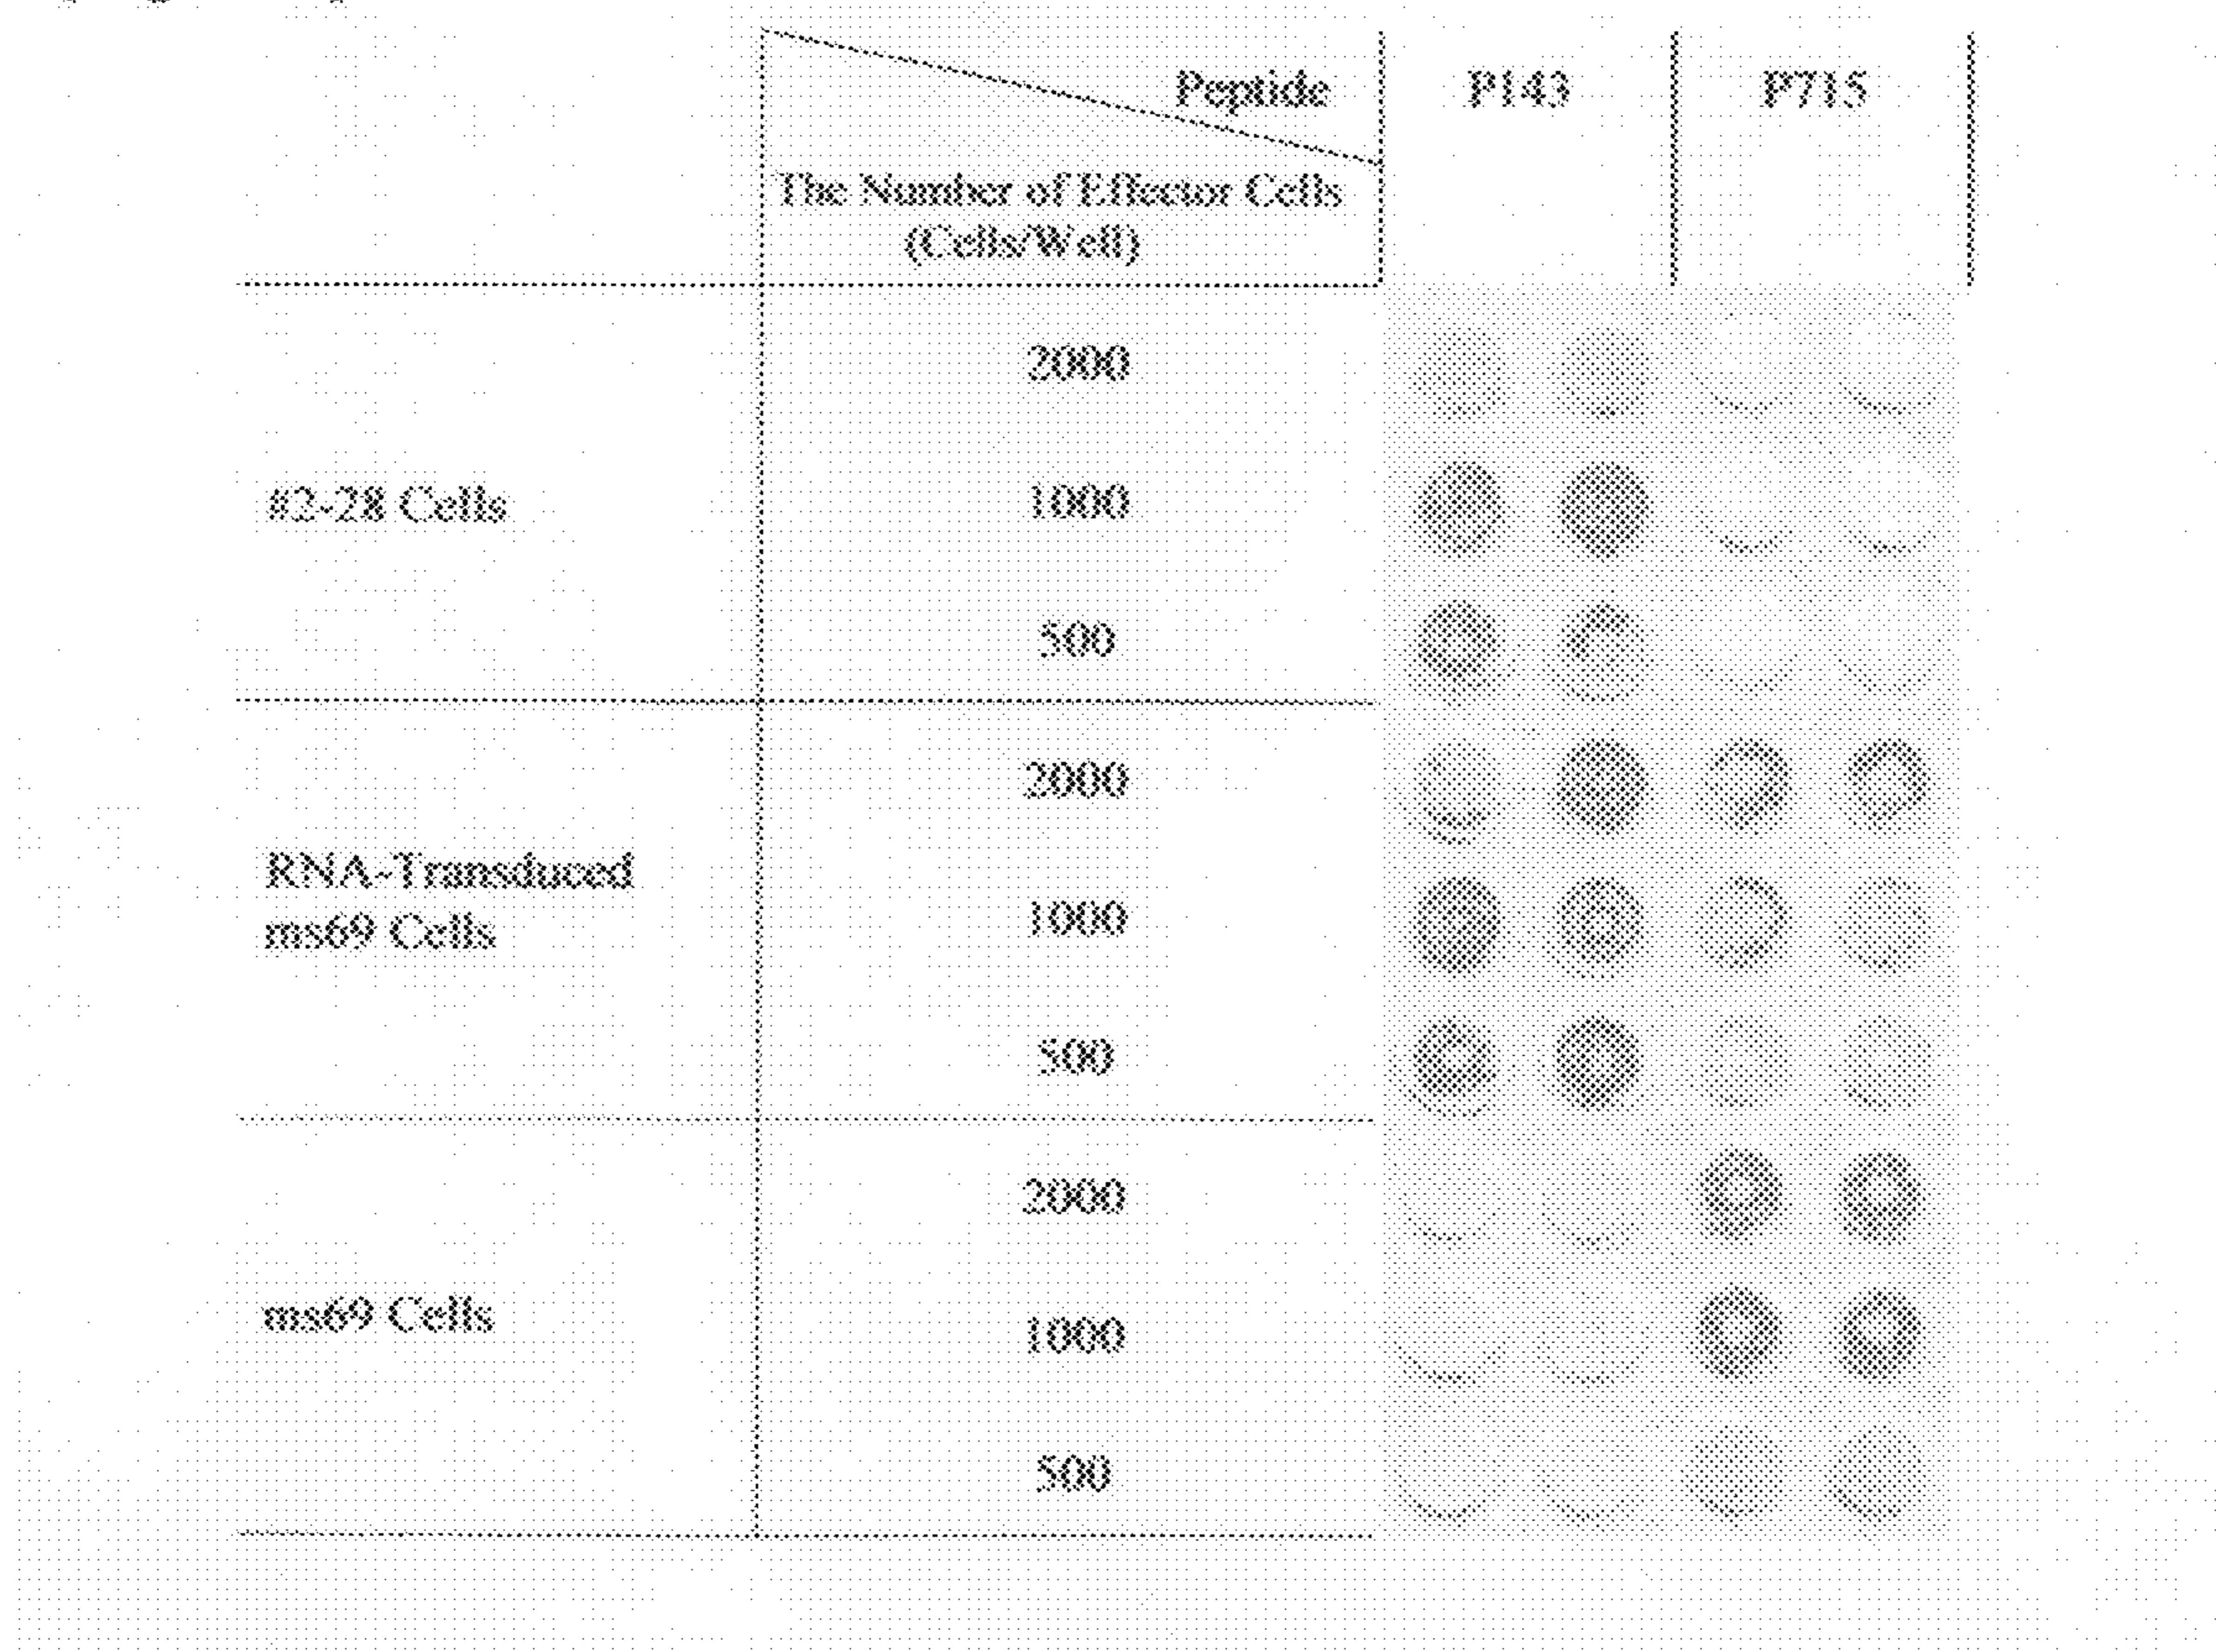 Peptide
P143
P715
The Number of Effector Cells
(Cells/Well)
2000
#2-28 Cells
1000
500
2000
RNA-Transduced
ms69 Cells
1000
500
2000
ms69 Cells
1000
500